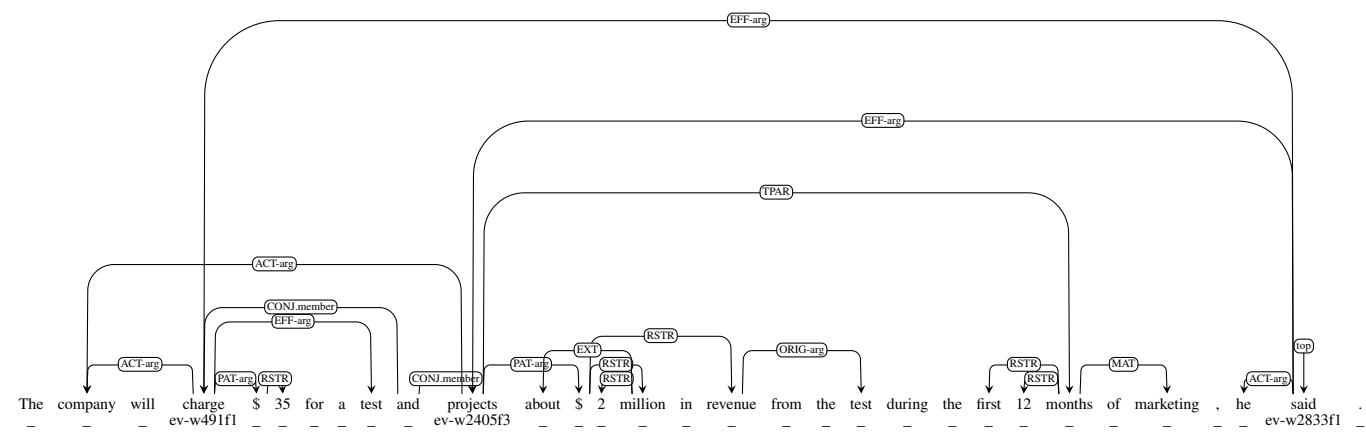 EFF-arg
EFF-arg
TPAR
ACT-arg
CONJ.member
EFF-arg
RSTR
EXT
ORIG-arg
top
ACT-arg
PAT-arg
RSTR
CONJ.member
PAT-arg
RSTR
RSTR
RSTR
RSTR
MAT
ACT-arg
The company will charge $ 35 for a test and projects about $ 2 million in revenue from the test during the first 12 months of marketing , he said .
_ _ _ ev-w491f1 _ _ _ _ _ _ ev-w2405f3 _ _ _ _ _ _ _ _ _ _ _ _ _ _ _ _ _ _ ev-w2833f1 _